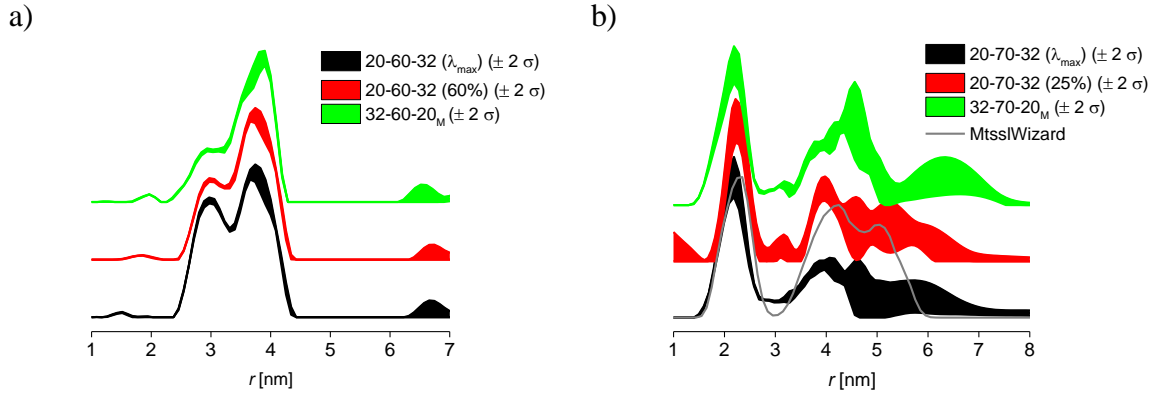 a)
20-60-32 (λmax) (± 2 σ)
20-60-32 (60%) (± 2 σ)
32-60-20M (± 2 σ)
1 2 3 4 5 6 7
r [nm]
b)
20-70-32 (λmax) (± 2 σ)
20-70-32 (25%) (± 2 σ)
32-70-20M (± 2 σ)
MtsslWizard
1 2 3 4 5 6 7 8
r [nm]